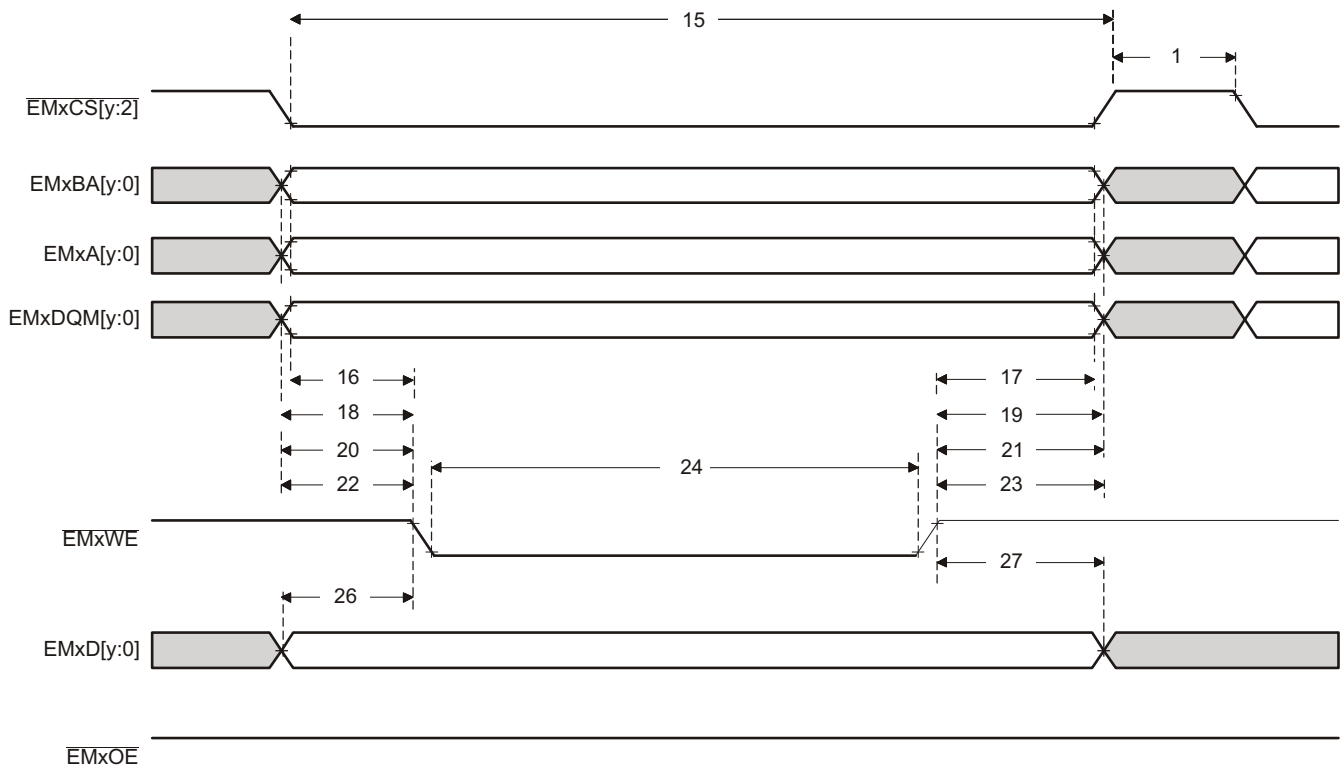 15
1
EMxCS[y:2]
EMxBA[y:0]
EMxA[y:0]
EMxDQM[y:0]
16 17
18 19
20 21
24
22 23
EMxWE
27
26
EMxD[y:0]
EMxOE